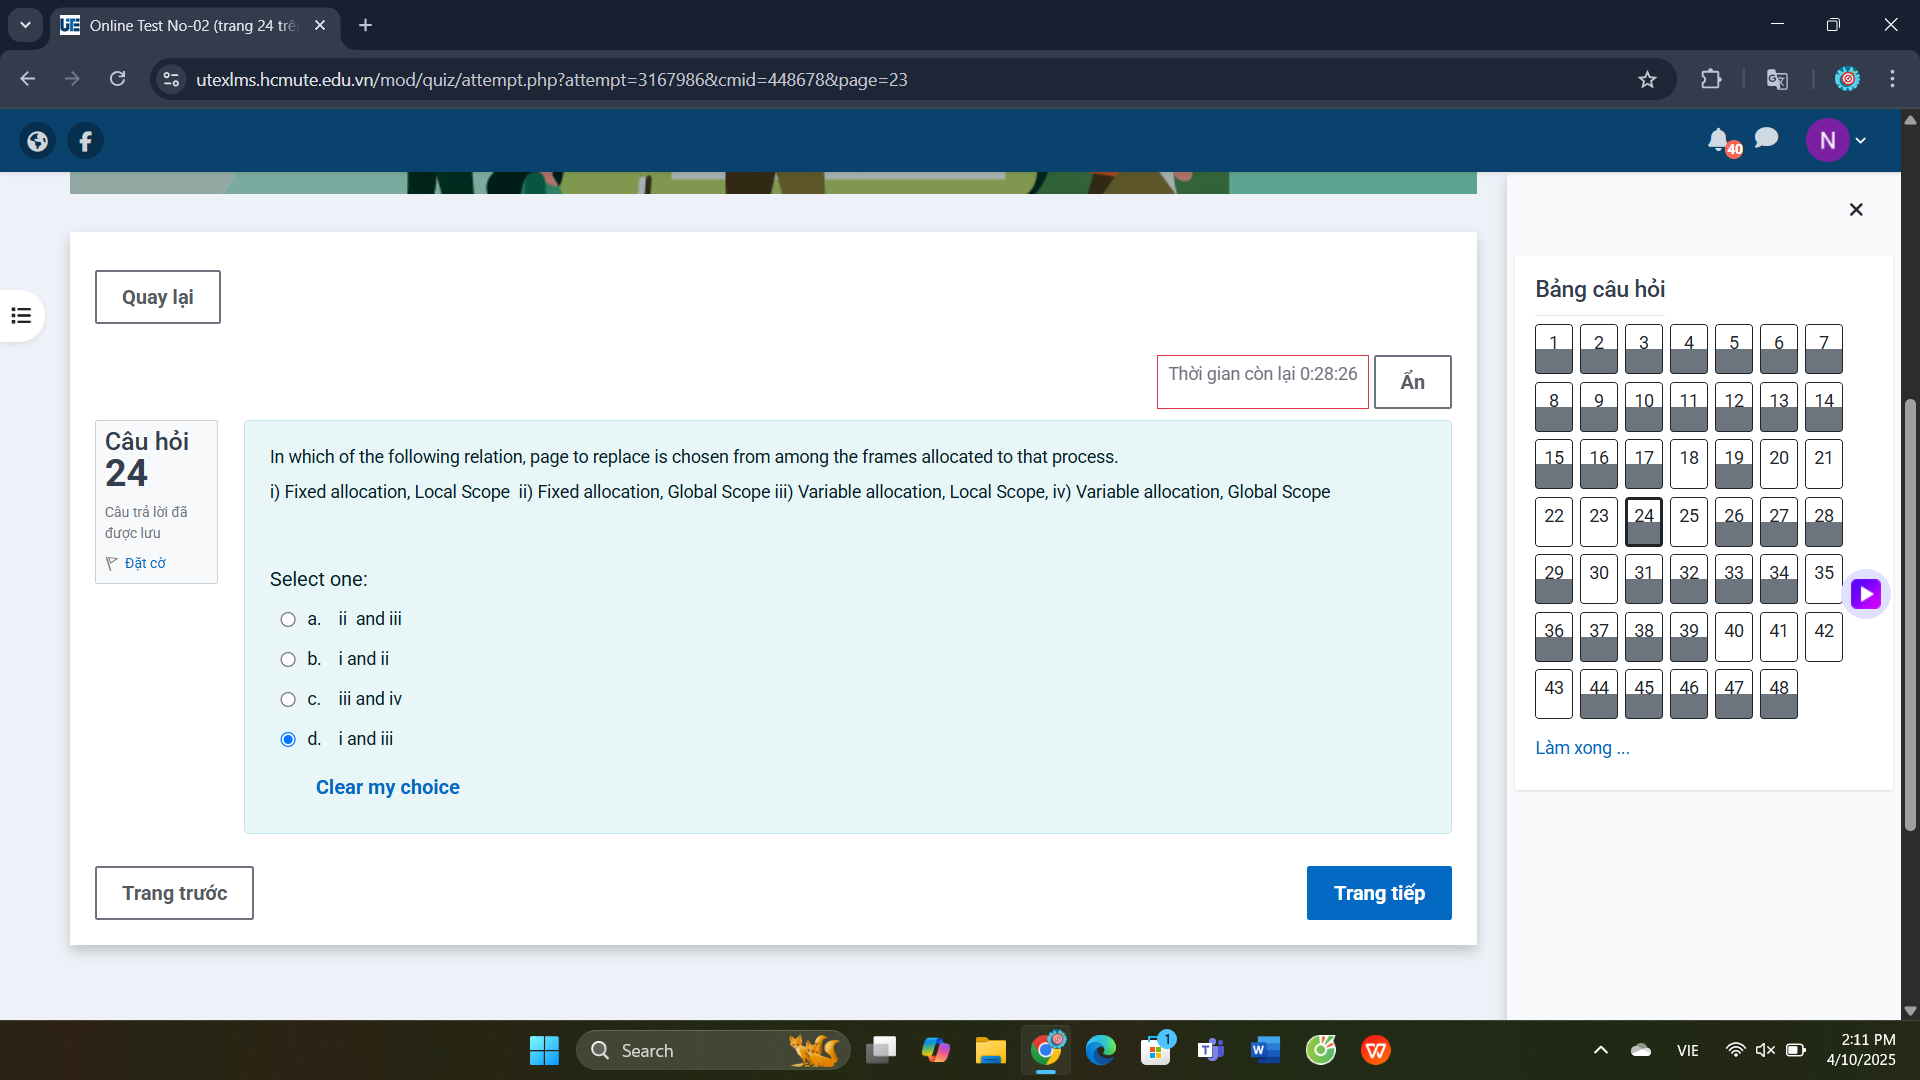 Online Test No-02 (trang 24 trê
utexlms.hcmute.edu.vn/mod/quiz/attempt.php?attempt=3167986&cmid=448678&page=23
40
N
Quay lại
Thời gian còn lại 0:28:26
Ẩn
Câu hỏi
24
Câu trả lời đã
được lưu
Đặt cờ
In which of the following relation, page to replace is chosen from among the frames allocated to that process.
i) Fixed allocation, Local Scope ii) Fixed allocation, Global Scope iii) Variable allocation, Local Scope, iv) Variable allocation, Global Scope
Select one:
a. ii and iii
b. i and ii
c. iii and iv
d. i and iii
Clear my choice
Trang trước
Trang tiếp
Bảng câu hỏi
1 2 3 4 5 6 7
8 9 10 11 12 13 14
15 16 17 18 19 20 21
22 23 24 25 26 27 28
29 30 31 32 33 34 35
36 37 38 39 40 41 42
43 44 45 46 47 48
Làm xong ...
Search
1
VIE
2:11 PM
4/10/2025